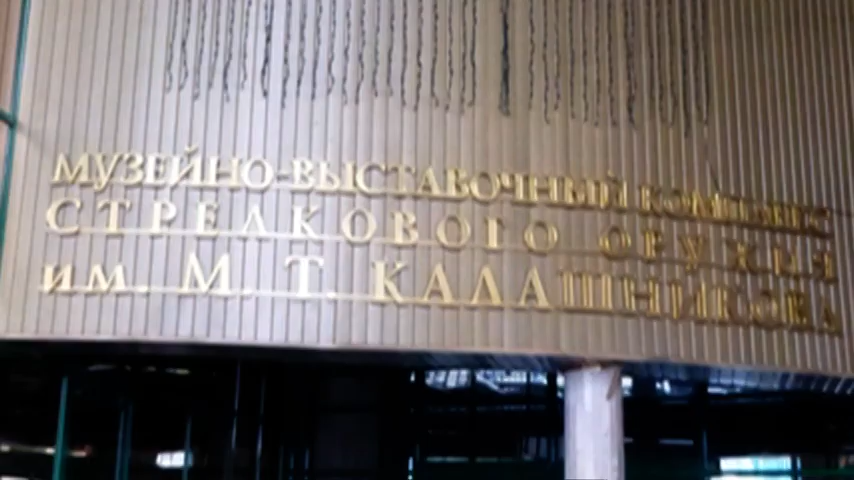 МУЗЕЙНО-ВЫСТАВОЧНЫЙ КОМПЛЕКС
СТРЕЛКОВОГО ОРУЖИЯ
им. М. Т. КАЛАШНИКОВА